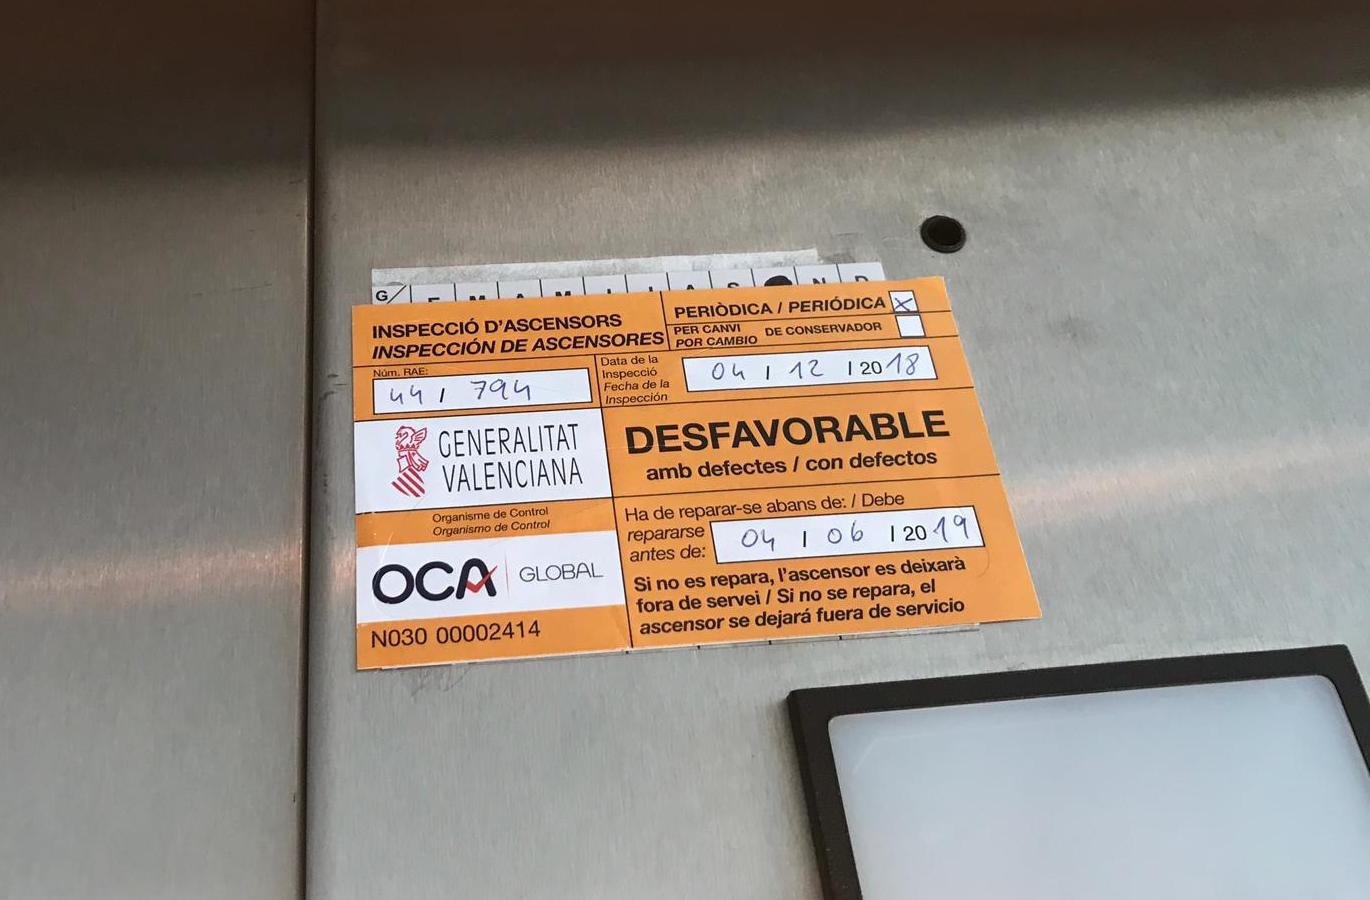 G
INSPECCIÓ D'ASCENSORS
INSPECCIÓN DE ASCENSORES
PERIÒDICA / PERIÓDICA X
PER CANVI
POR CAMBIO
DE CONSERVADOR
Núm. RAE:
44 / 794
Data de la
Inspecció
Fecha de la
Inspección
04 / 12 / 2018
GENERALITAT
VALENCIANA
DESFAVORABLE
amb defectes / con defectos
Organisme de Control
Organismo de Control
OCA GLOBAL
N030 00002414
Ha de reparar-se abans de: / Debe
repararse
antes de:
04 / 06 / 2019
Si no es repara, l'ascensor es deixarà
fora de servei / Si no se repara, el
ascensor se dejará fuera de servicio